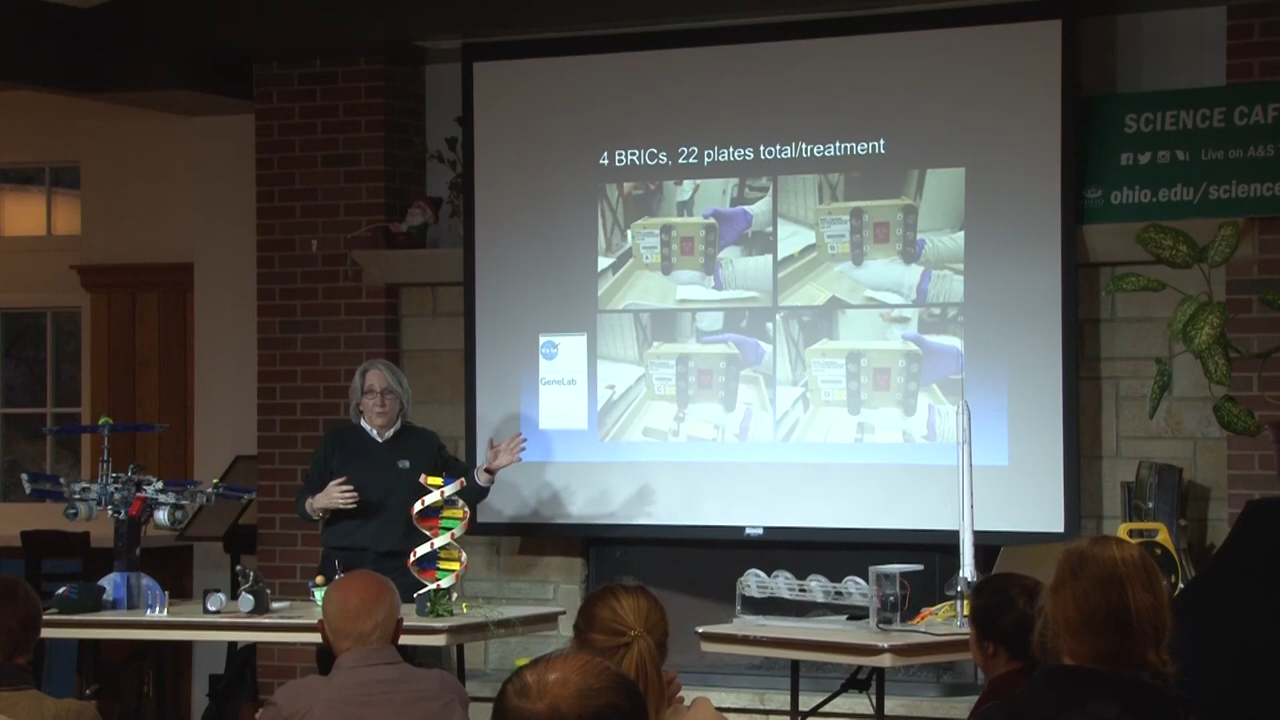 4 BRICs, 22 plates total/treatment
GeneLab
SCIENCE CAF
Live on A&S
ohio.edu/science